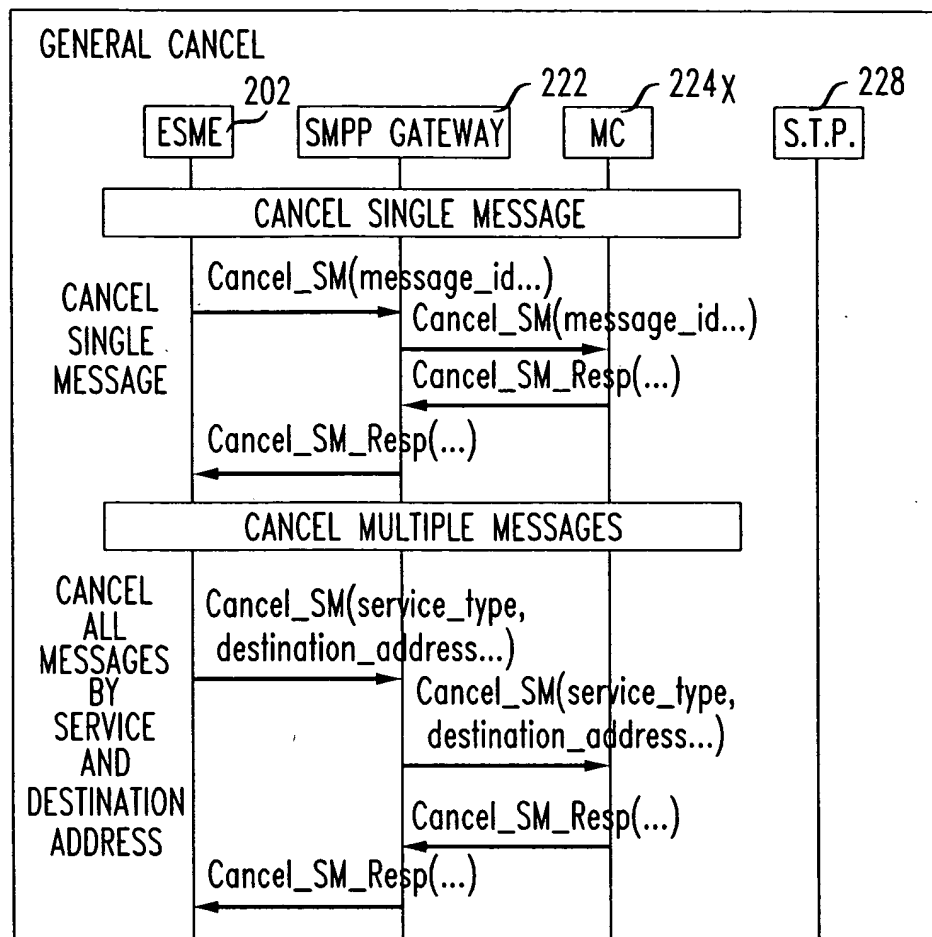 GENERAL CANCEL
202
222
224X
228
ESME
SMPP GATEWAY
MC
S.T.P.
CANCEL SINGLE MESSAGE
CANCEL
SINGLE
MESSAGE
Cancel_SM(message_id...)
Cancel_SM(message_id...)
Cancel_SM_Resp(...)
Cancel_SM_Resp(...)
CANCEL MULTIPLE MESSAGES
CANCEL
ALL
MESSAGES
BY
SERVICE
AND
DESTINATION
ADDRESS
Cancel_SM(service_type,
destination_address...)
Cancel_SM(service_type,
destination_address...)
Cancel_SM_Resp(...)
Cancel_SM_Resp(...)